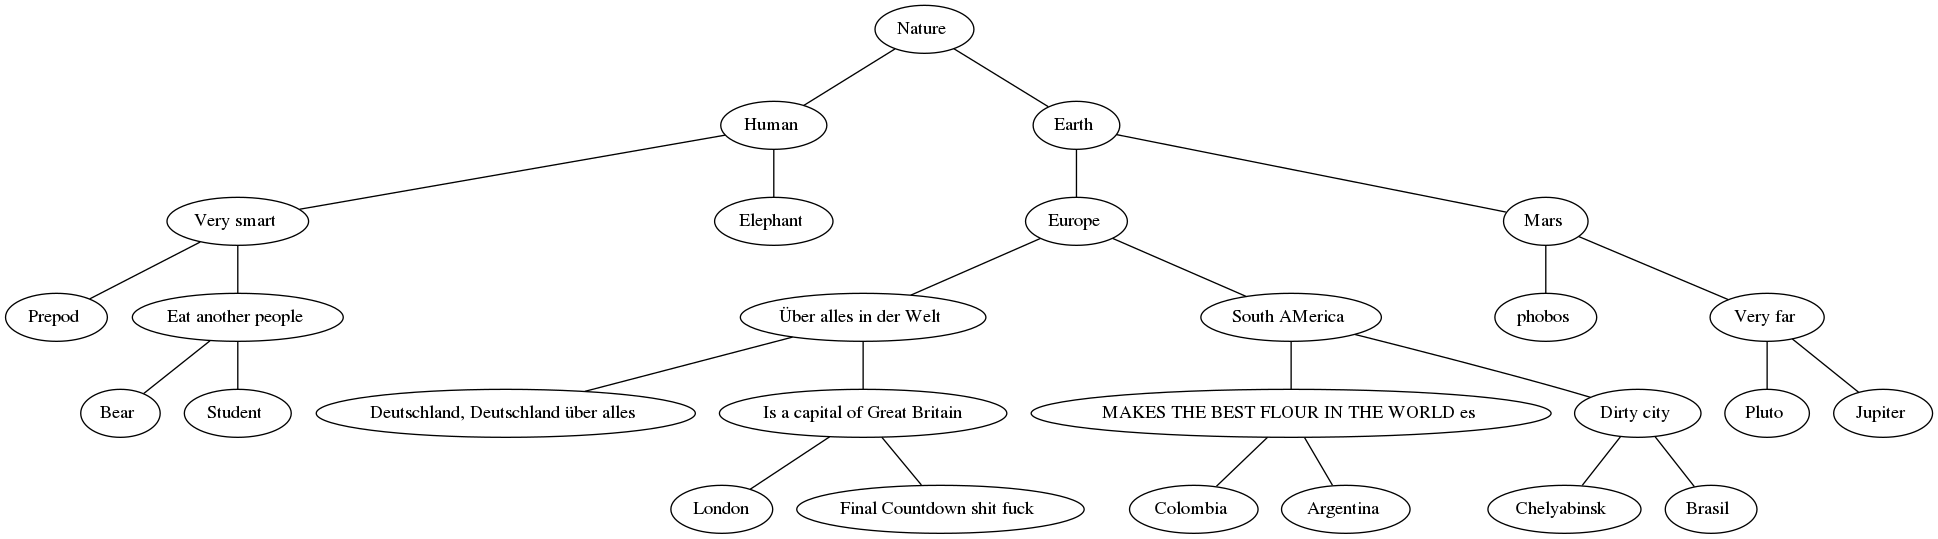 Nature
Human
Earth
Very smart
Elephant
Europe
Mars
Prepod
Eat another people
Über alles in der Welt
South AMerica
phobos
Very far
Bear
Student
Deutschland, Deutschland über alles
Is a capital of Great Britain
MAKES THE BEST FLOUR IN THE WORLD es
Dirty city
Pluto
Jupiter
London
Final Countdown shit fuck
Colombia
Argentina
Chelyabinsk
Brasil